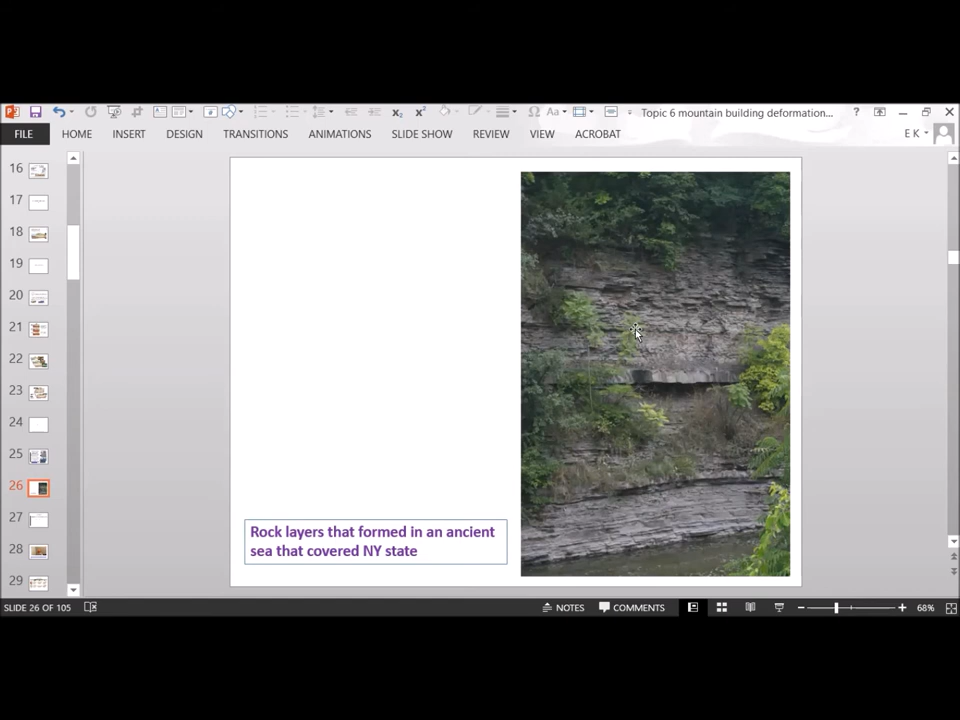 Topic 6 mountain building deformation...
FILE HOME INSERT DESIGN TRANSITIONS ANIMATIONS SLIDE SHOW REVIEW VIEW ACROBAT E K
16
17
18
19
20
21
22
23
24
25
26
27
28
29
Rock layers that formed in an ancient
sea that covered NY state
SLIDE 26 OF 105 NOTES COMMENTS 68%